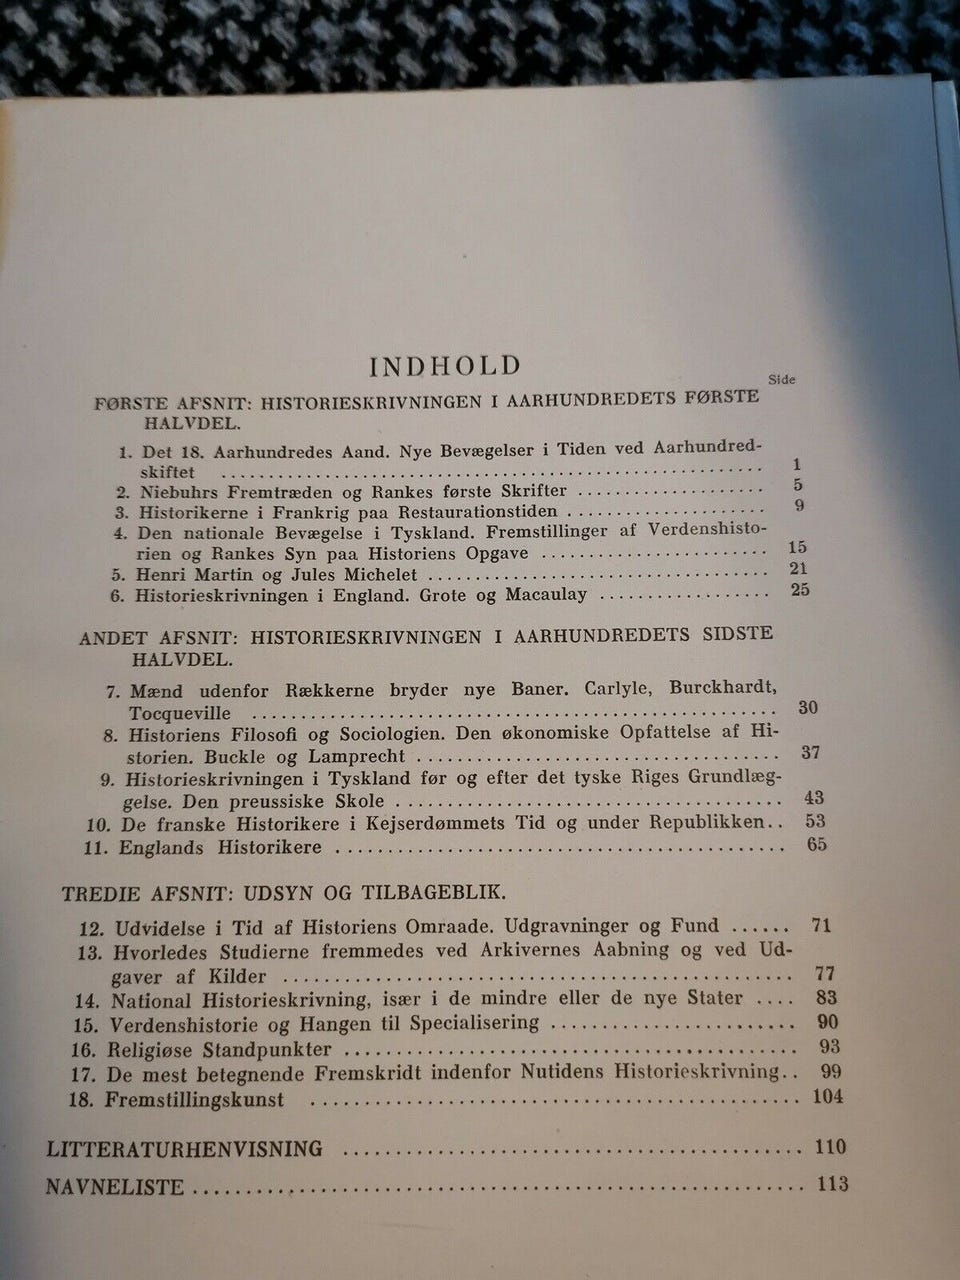 INDHOLD
Side
FØRSTE AFSNIT: HISTORIESKRIVNINGEN I AARHUNDREDETS FØRSTE
HALVDEL.
1. Det 18. Aarhundredes Aand. Nye Bevægelser i Tiden ved Aarhundred-
skiftet ........................................................ 1
2. Niebuhrs Fremtræden og Rankes første Skrifter .................... 5
3. Historikerne i Frankrig paa Restaurationstiden ..................... 9
4. Den nationale Bevægelse i Tyskland. Fremstillinger af Verdenshisto-
rien og Rankes Syn paa Historiens Opgave ........................ 15
5. Henri Martin og Jules Michelet .................................... 21
6. Historieskrivningen i England. Grote og Macaulay .................. 25
ANDET AFSNIT: HISTORIESKRIVNINGEN I AARHUNDREDETS SIDSTE
HALVDEL.
7. Mænd udenfor Rækkerne bryder nye Baner. Carlyle, Burckhardt,
Tocqueville ...................................................... 30
8. Historiens Filosofi og Sociologien. Den økonomiske Opfattelse af Hi-
storien. Buckle og Lamprecht ...................................... 37
9. Historieskrivningen i Tyskland før og efter det tyske Riges Grundlæg-
gelse. Den preussiske Skole ........................................ 43
10. De franske Historikere i Kejserdømmets Tid og under Republikken.. 53
11. Englands Historikere .............................................. 65
TREDIE AFSNIT: UDSYN OG TILBAGEBLIK.
12. Udvidelse i Tid af Historiens Omraade. Udgravninger og Fund ...... 71
13. Hvorledes Studierne fremmedes ved Arkivernes Aabning og ved Ud-
gaver af Kilder .................................................... 77
14. National Historieskrivning, især i de mindre eller de nye Stater .... 83
15. Verdenshistorie og Hangen til Specialisering ........................ 90
16. Religiøse Standpunkter ............................................ 93
17. De mest betegnende Fremskridt indenfor Nutidens Historieskrivning.. 99
18. Fremstillingskunst ................................................ 104
LITTERATURHENVISNING .............................................. 110
NAVNELISTE .......................................................... 113